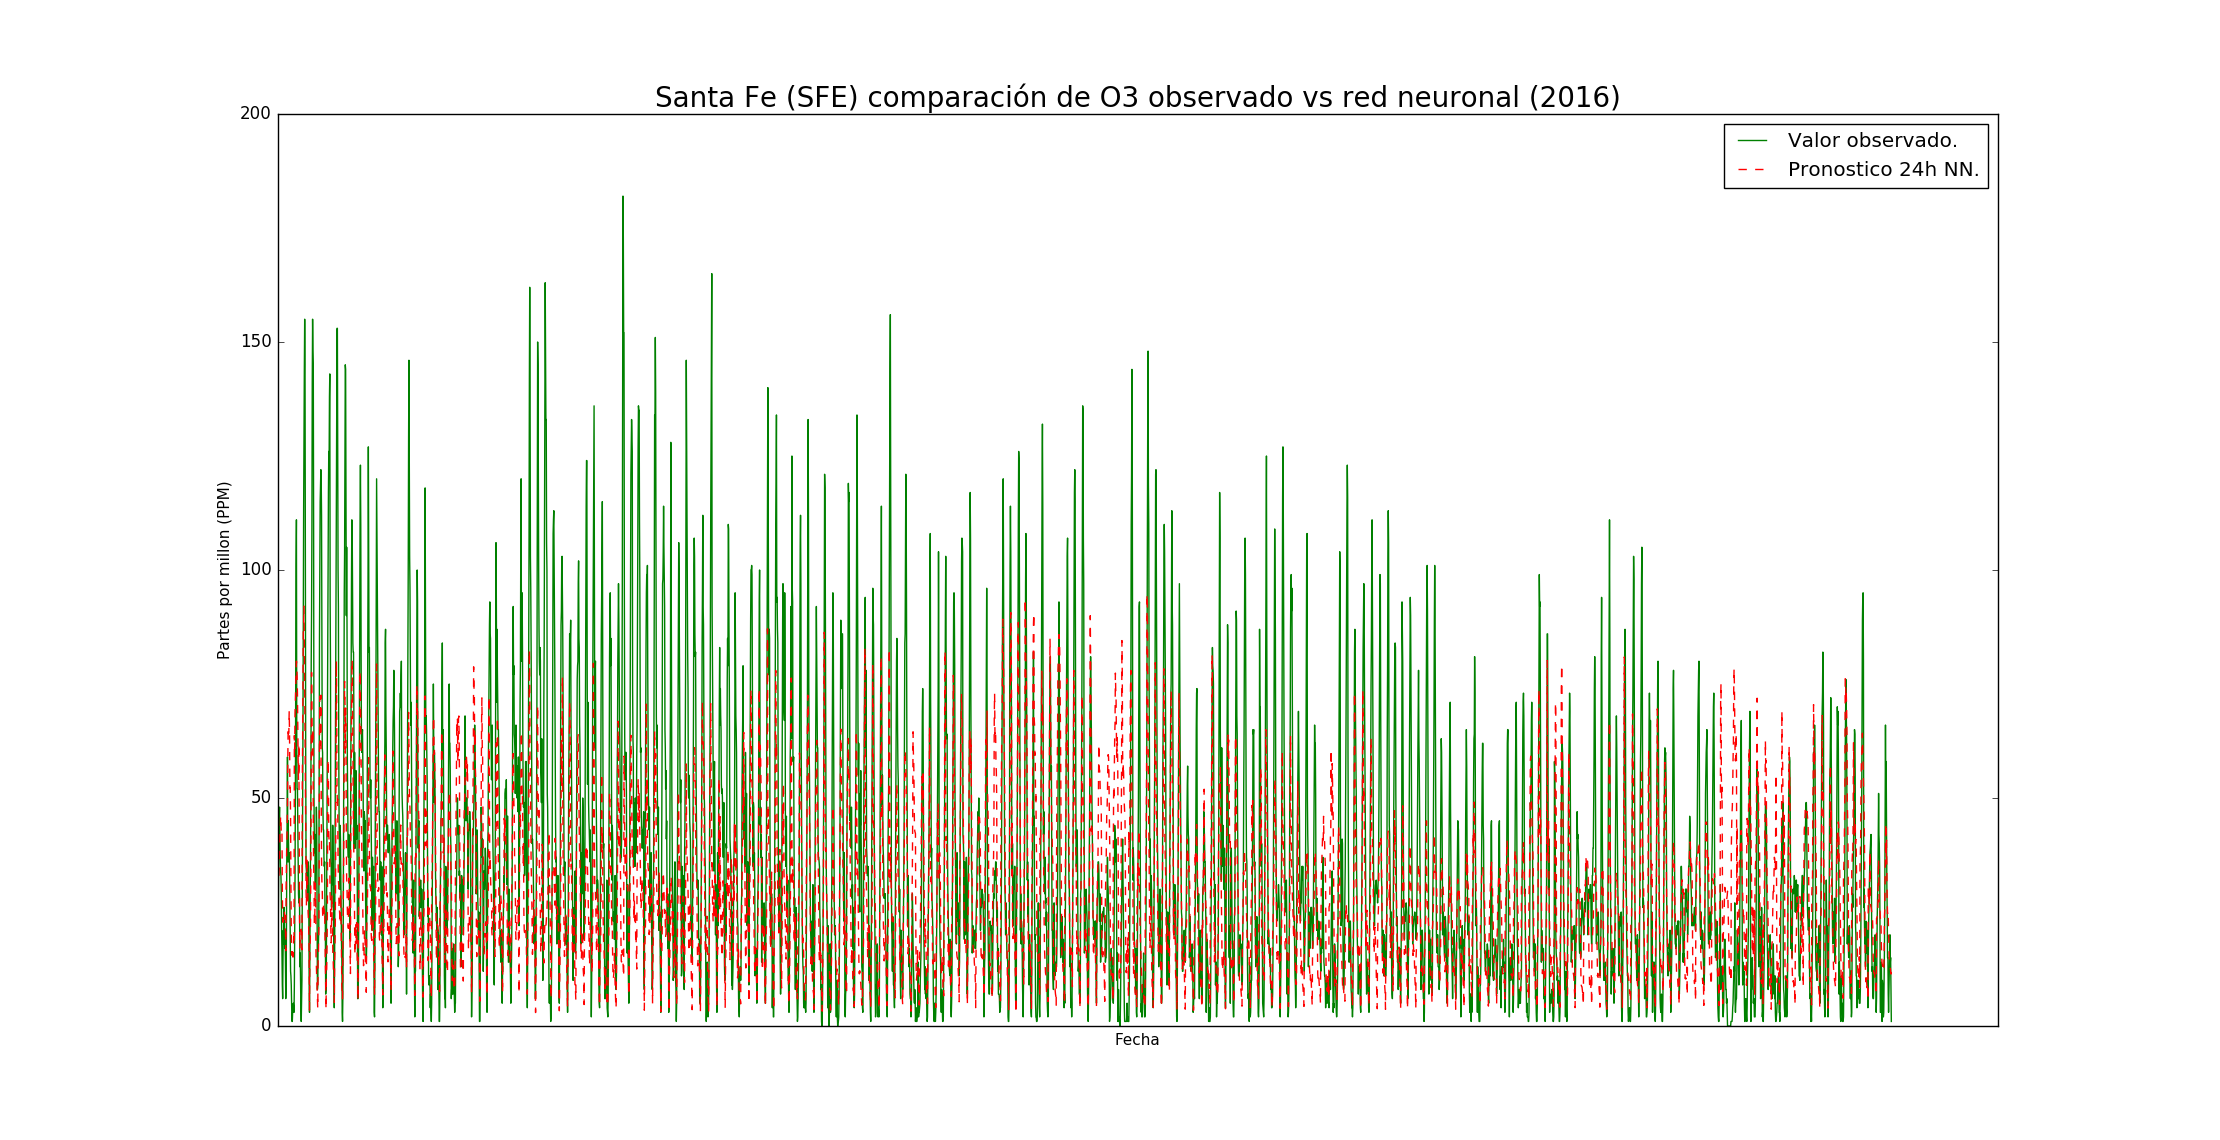 Santa Fe (SFE) comparación de O3 observado vs red neuronal (2016)
Valor observado.
Pronostico 24h NN.
200
150
100
50
0
Partes por millon (PPM)
Fecha